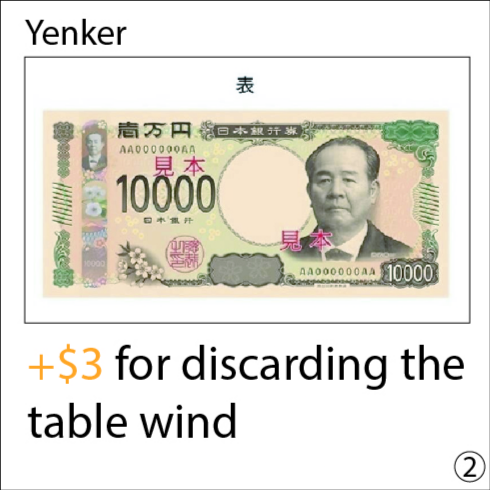 Yenker
表
壱万円
日本銀行券
AA000000AA
見本
10000
日本銀行
見本
AA000000AA
10000
+$3 for discarding the
table wind
②